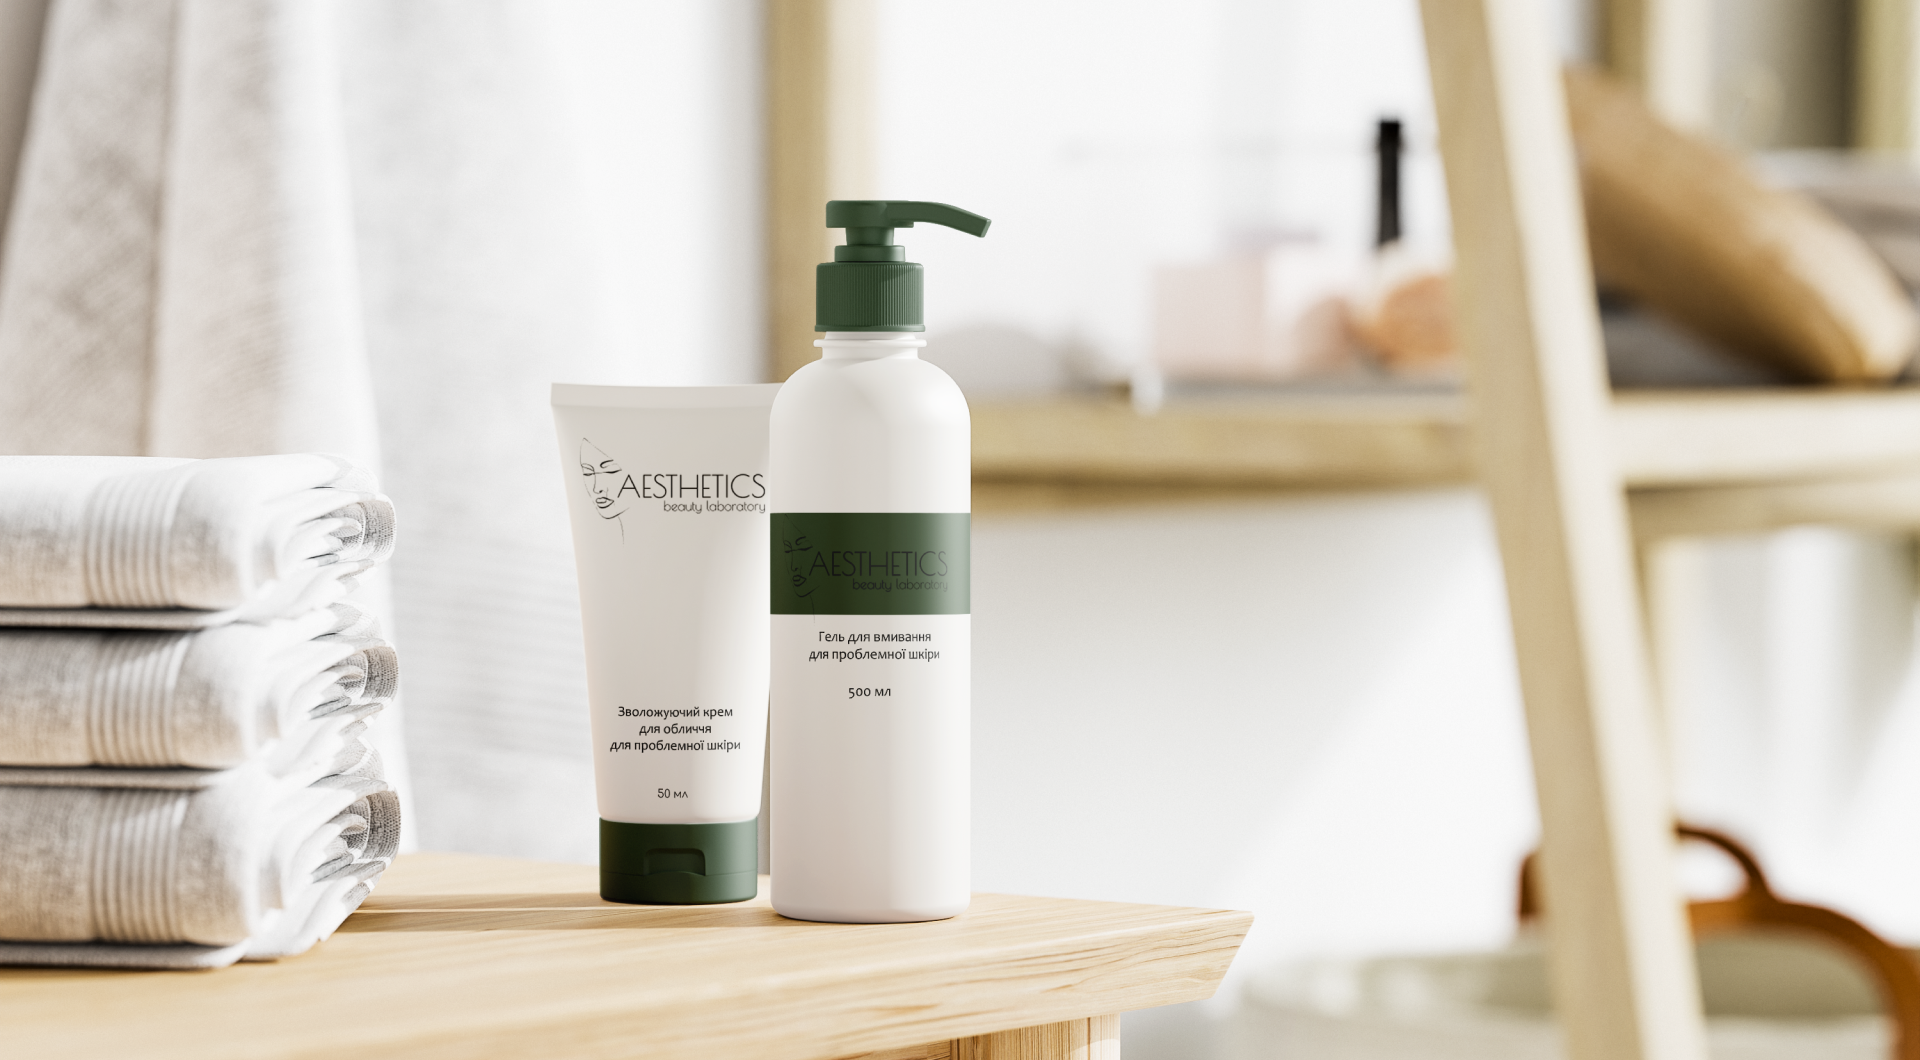 AESTHETICS
beauty laboratory
Зволожуючий крем
для обличчя
для проблемної шкіри
50 мл
AESTHETICS
beauty laboratory
Гель для вмивання
для проблемної шкіри
500 мл